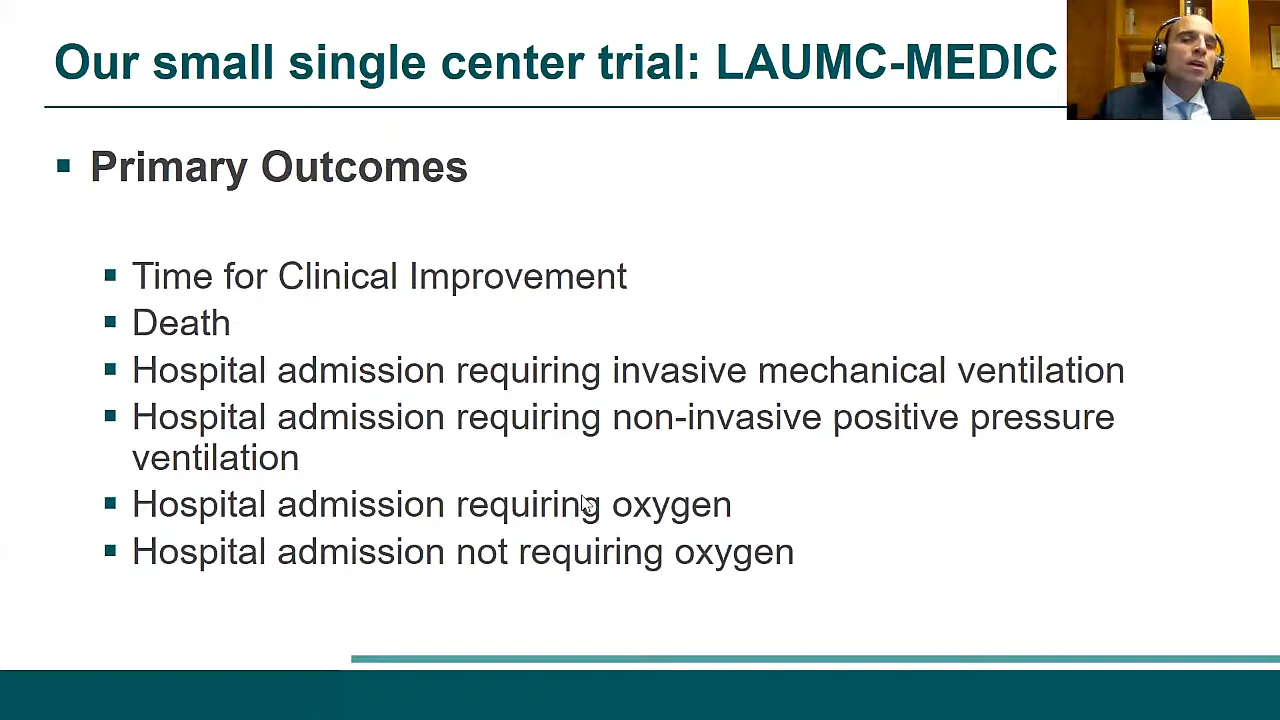 Our small single center trial: LAUMC-MEDIC
Primary Outcomes
Time for Clinical Improvement
Death
Hospital admission requiring invasive mechanical ventilation
Hospital admission requiring non-invasive positive pressure
ventilation
Hospital admission requiring oxygen
Hospital admission not requiring oxygen